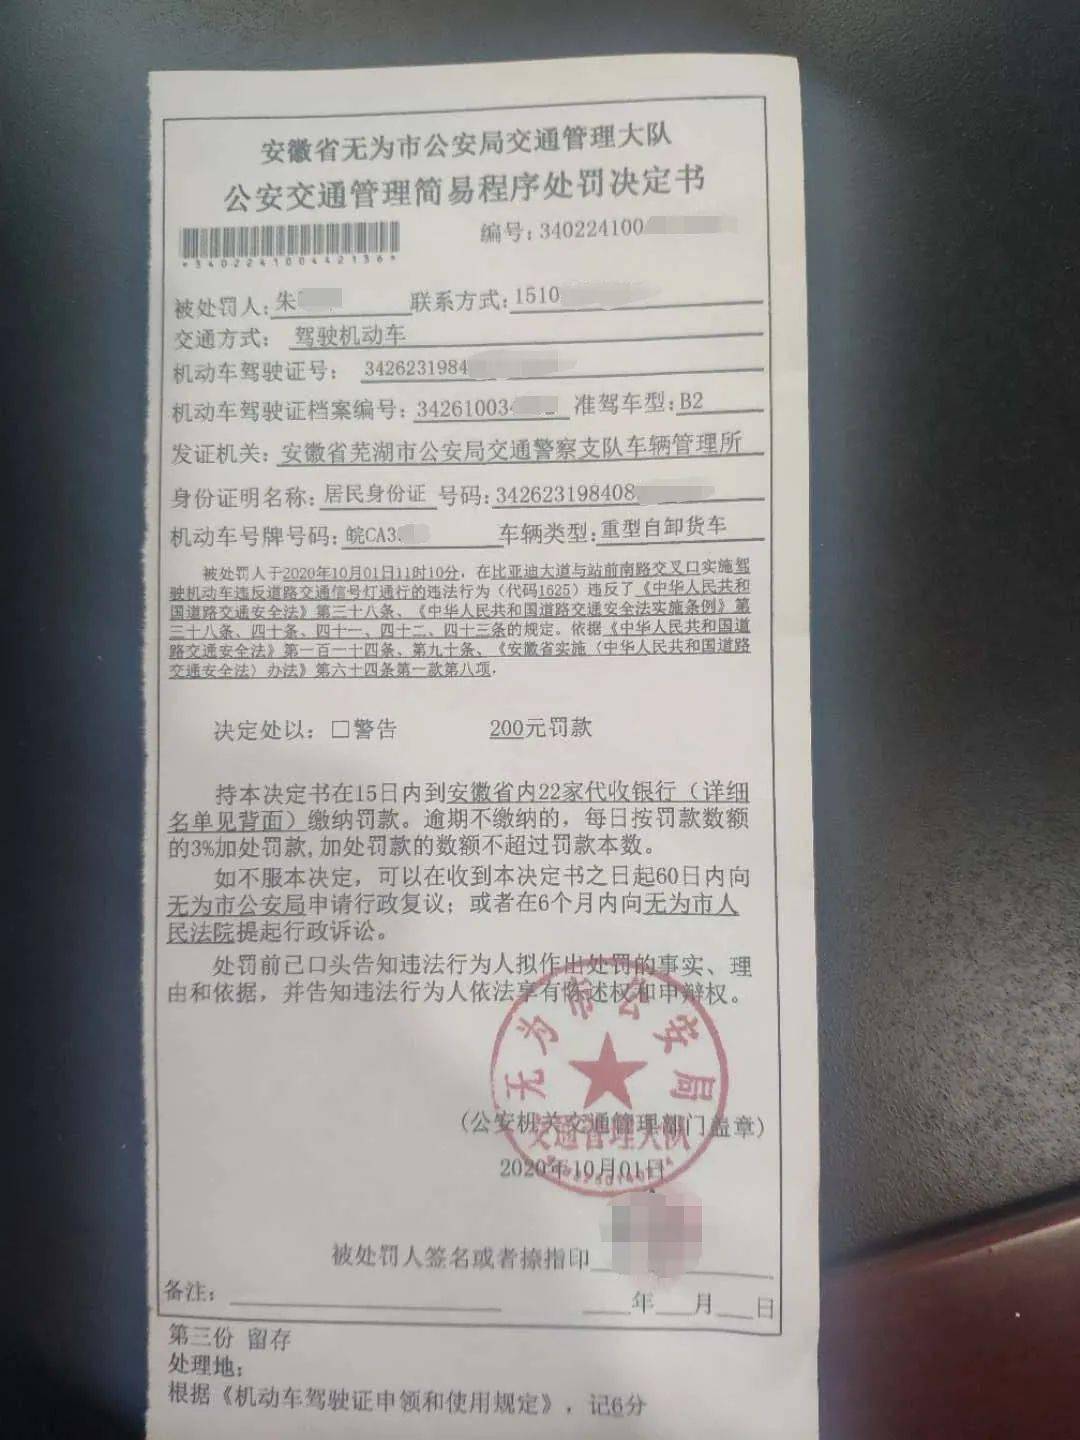 安徽省无为市公安局交通管理大队
公安交通管理简易程序处罚决定书
编号:340224100
*340224100442136*
被处罚人:朱 联系方式:1510
交通方式: 驾驶机动车
机动车驾驶证号: 3426231984
机动车驾驶证档案编号:342610034 准驾车型:B2
发证机关:安徽省芜湖市公安局交通警察支队车辆管理所
身份证明名称:居民身份证 号码:342623198408
机动车号牌号码:皖CA3 车辆类型:重型自卸货车
被处罚人于2020年10月01日11时10分，在比亚迪大道与站前南路交叉口实施驾
驶机动车违反道路交通信号灯通行的违法行为(代码1625)违反了《中华人民共和
国道路交通安全法》第三十八条、《中华人民共和国道路交通安全法实施条例》第
三十八条、四十条、四十一、四十二、四十三条的规定。依据《中华人民共和国道
路交通安全法》第一百一十四条、第九十条、《安徽省实施〈中华人民共和国道路
交通安全法〉办法》第六十四条第一款第八项.
决定处以: □警告 200元罚款
持本决定书在15日内到安徽省内22家代收银行（详细
名单见背面）缴纳罚款。逾期不缴纳的，每日按罚款数额
的3%加处罚款,加处罚款的数额不超过罚款本数。
如不服本决定，可以在收到本决定书之日起60日内向
无为市公安局申请行政复议；或者在6个月内向无为市人
民法院提起行政诉讼。
处罚前已口头告知违法行为人拟作出处罚的事实、理
由和依据，并告知违法行为人依法享有陈述权和申辩权。
无为市公安局
(公安机关交通管理部门盖章)
交通管理大队
2020年10月01日
被处罚人签名或者捺指印
备注: 年 月 日
第三份 留存
处理地:
根据《机动车驾驶证申领和使用规定》，记6分